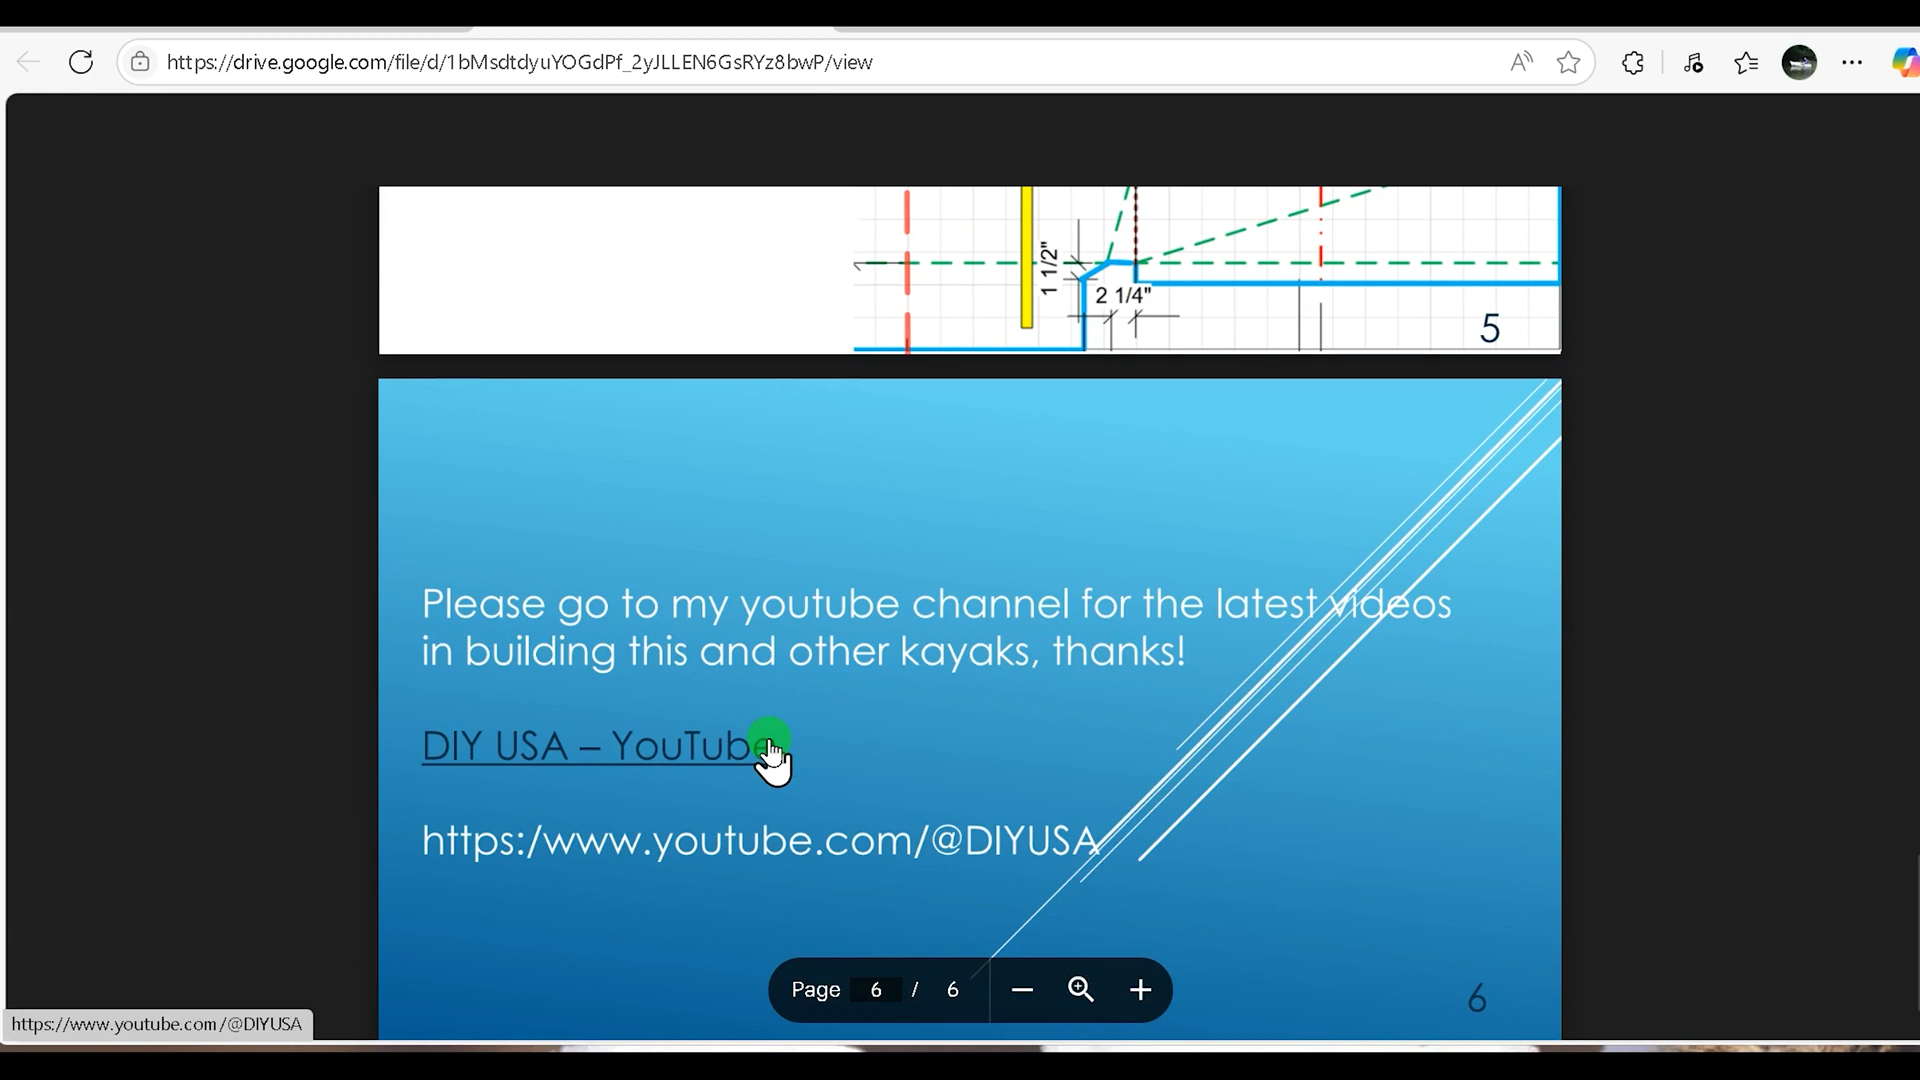 https://drive.google.com/file/d/1bMsdtdyuYOGdPf_2yJLLEN6GsRYz8bwP/view
1 1/2"
2 1/4"
5
Please go to my youtube channel for the latest videos
in building this and other kayaks, thanks!
DIY USA – YouTube
https:/www.youtube.com/@DIYUSA
Page 6 / 6
6
https://www.youtube.com/@DIYUSA